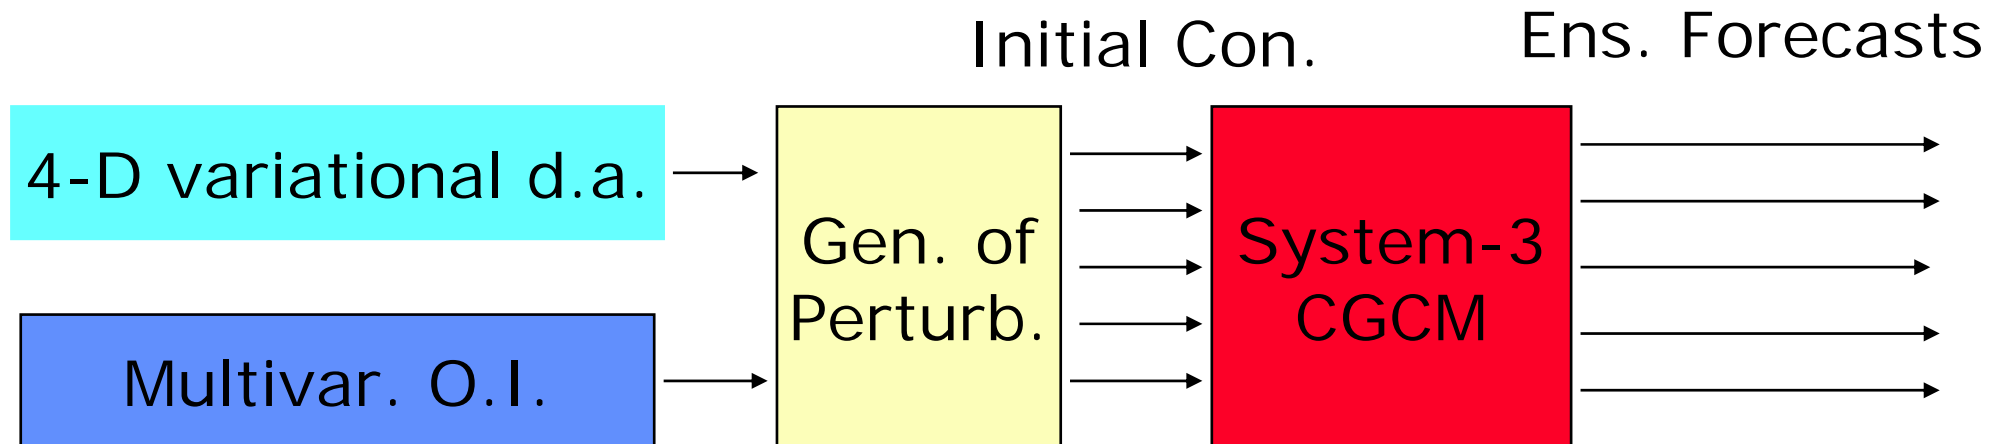 Initial Con.
Ens. Forecasts
4-D variational d.a.
Gen. of
Perturb.
System-3
CGCM
Multivar. O.I.